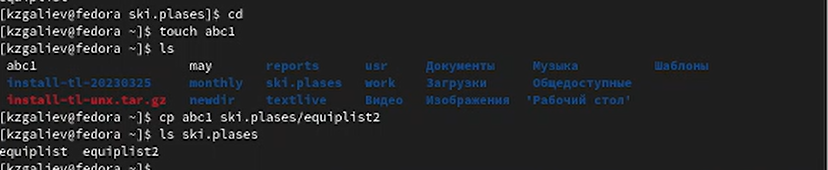 equiplist
[kzgaliev@fedora ski.plases]$ cd
[kzgaliev@fedora ~]$ touch abc1
[kzgaliev@fedora ~]$ ls
abc1 may reports usr Документы Музыка Шаблоны
install-tl-20230325 monthly ski.plases work Загрузки Общедоступные
install-tl-unx.tar.gz newdir textlive Видео Изображения 'Рабочий стол'
[kzgaliev@fedora ~]$ cp abc1 ski.plases/equiplist2
[kzgaliev@fedora ~]$ ls ski.plases
equiplist equiplist2
[kzgaliev@fedora ~]$